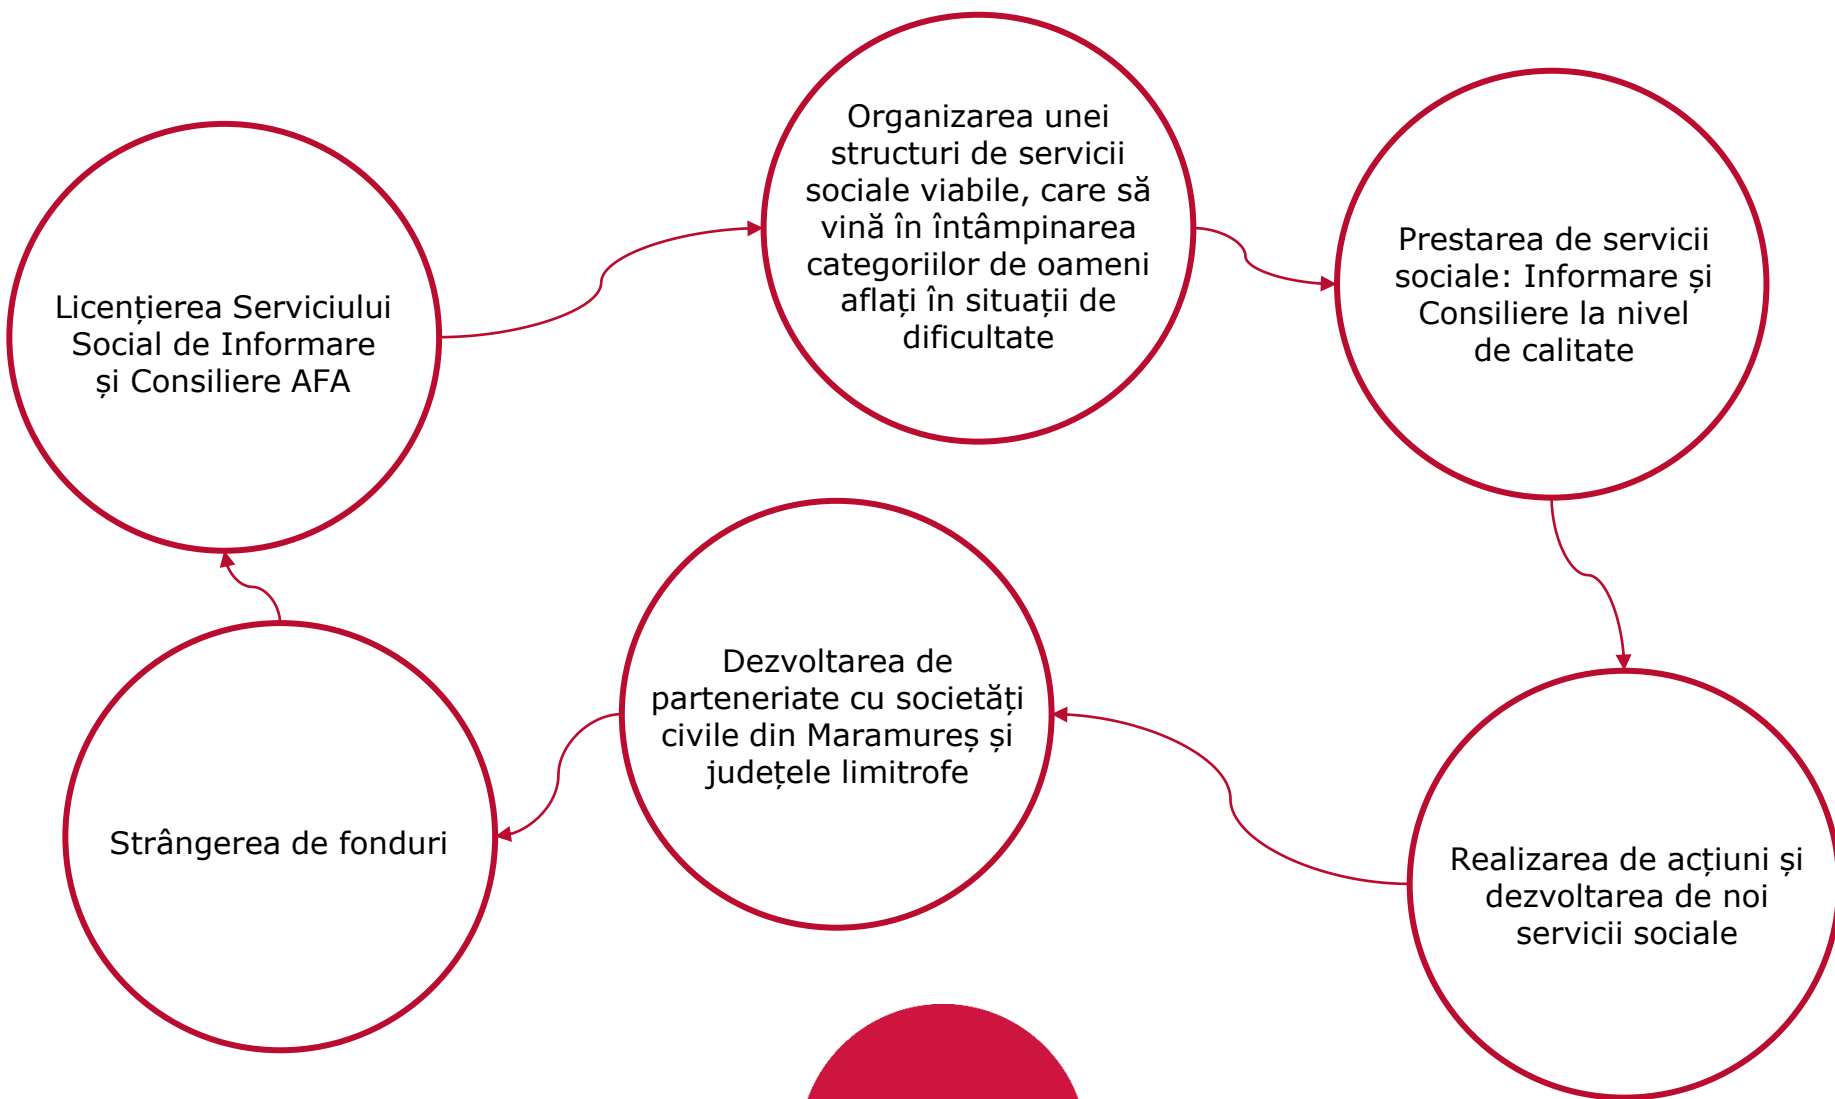 Licențierea Serviciului
Social de Informare
și Consiliere AFA
Organizarea unei
structuri de servicii
sociale viabile, care să
vină în întâmpinarea
categoriilor de oameni
aflați în situații de
dificultate
Prestarea de servicii
sociale: Informare și
Consiliere la nivel
de calitate
Realizarea de acțiuni și
dezvoltarea de noi
servicii sociale
Dezvoltarea de
parteneriate cu societăți
civile din Maramureș și
județele limitrofe
Strângerea de fonduri